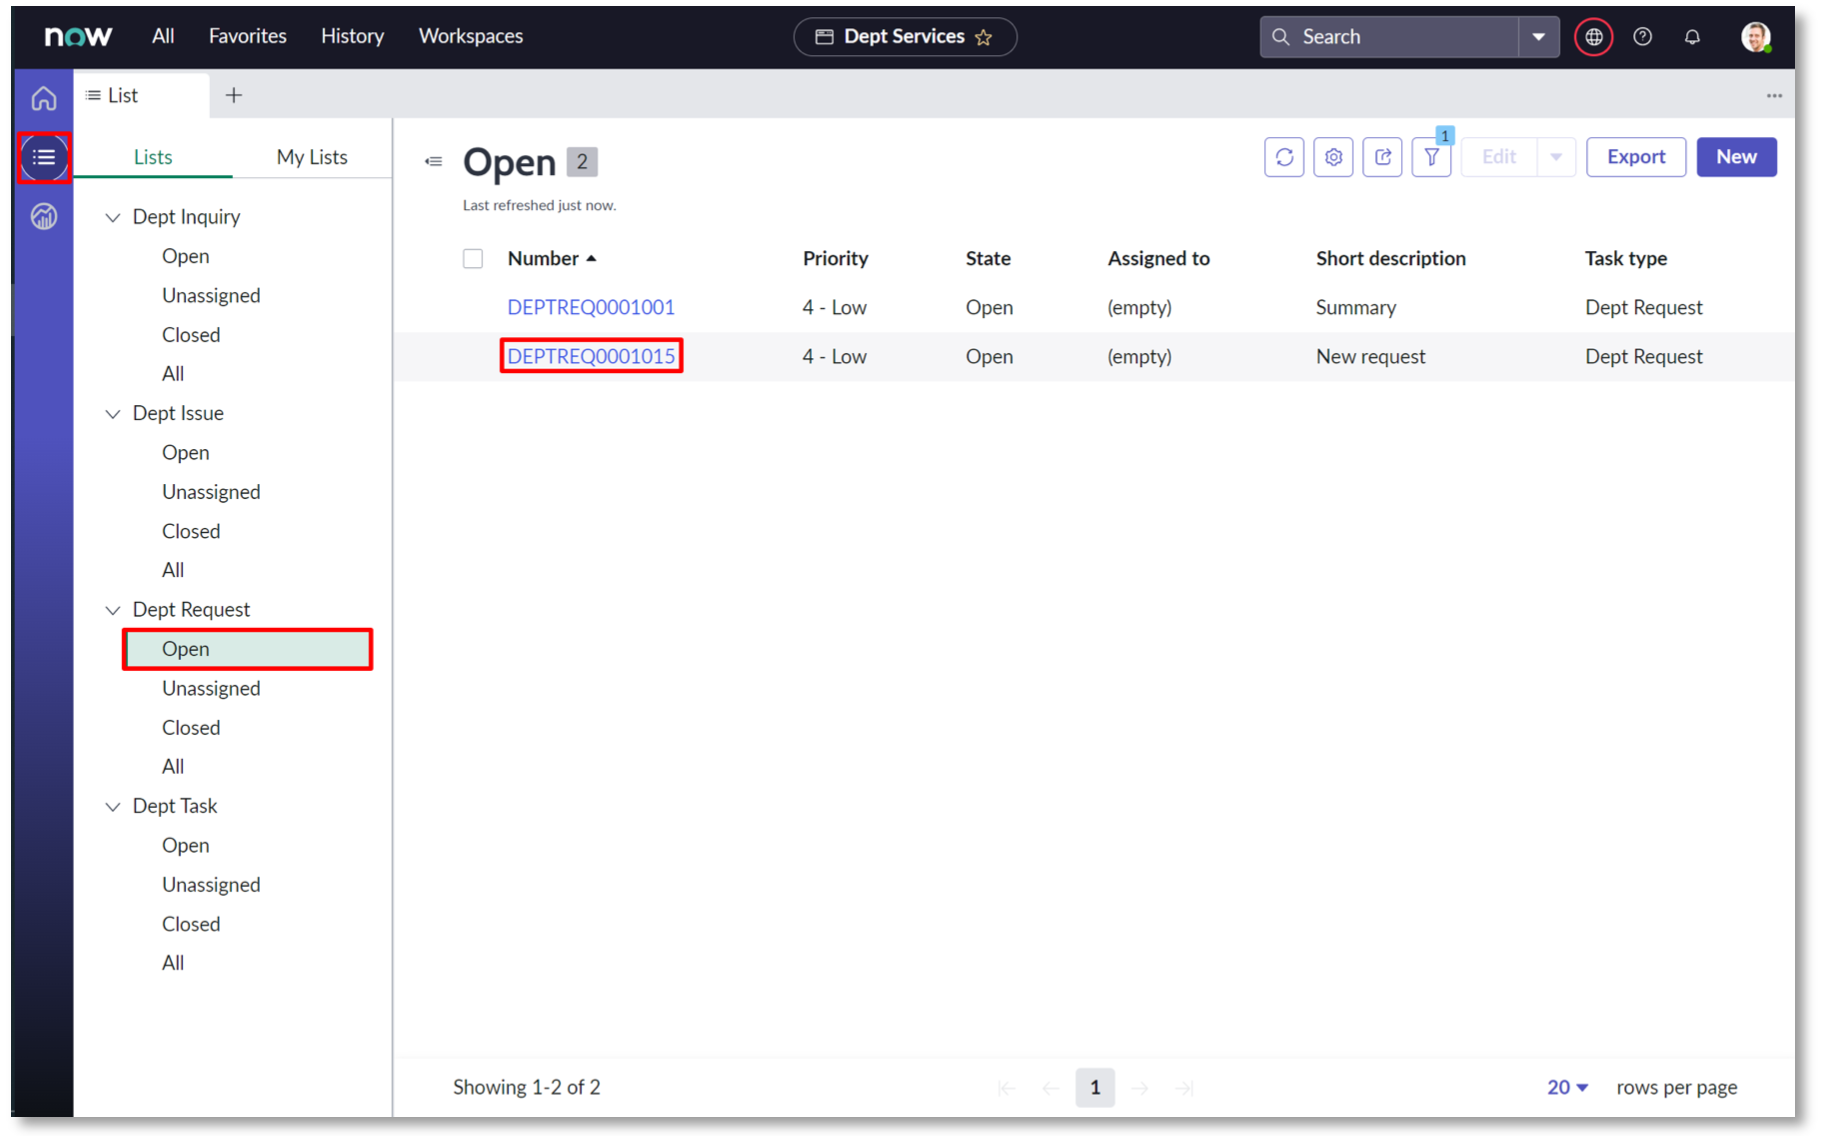 now All Favorites History Workspaces Dept Services Search
List
Lists My Lists
Dept Inquiry
Open
Unassigned
Closed
All
Dept Issue
Open
Unassigned
Closed
All
Dept Request
Open
Unassigned
Closed
All
Dept Task
Open
Unassigned
Closed
All
Open 2 1 Edit Export New
Last refreshed just now.
Number Priority State Assigned to Short description Task type
DEPTREQ0001001 4 - Low Open (empty) Summary Dept Request
DEPTREQ0001015 4 - Low Open (empty) New request Dept Request
Showing 1-2 of 2 1 20 rows per page